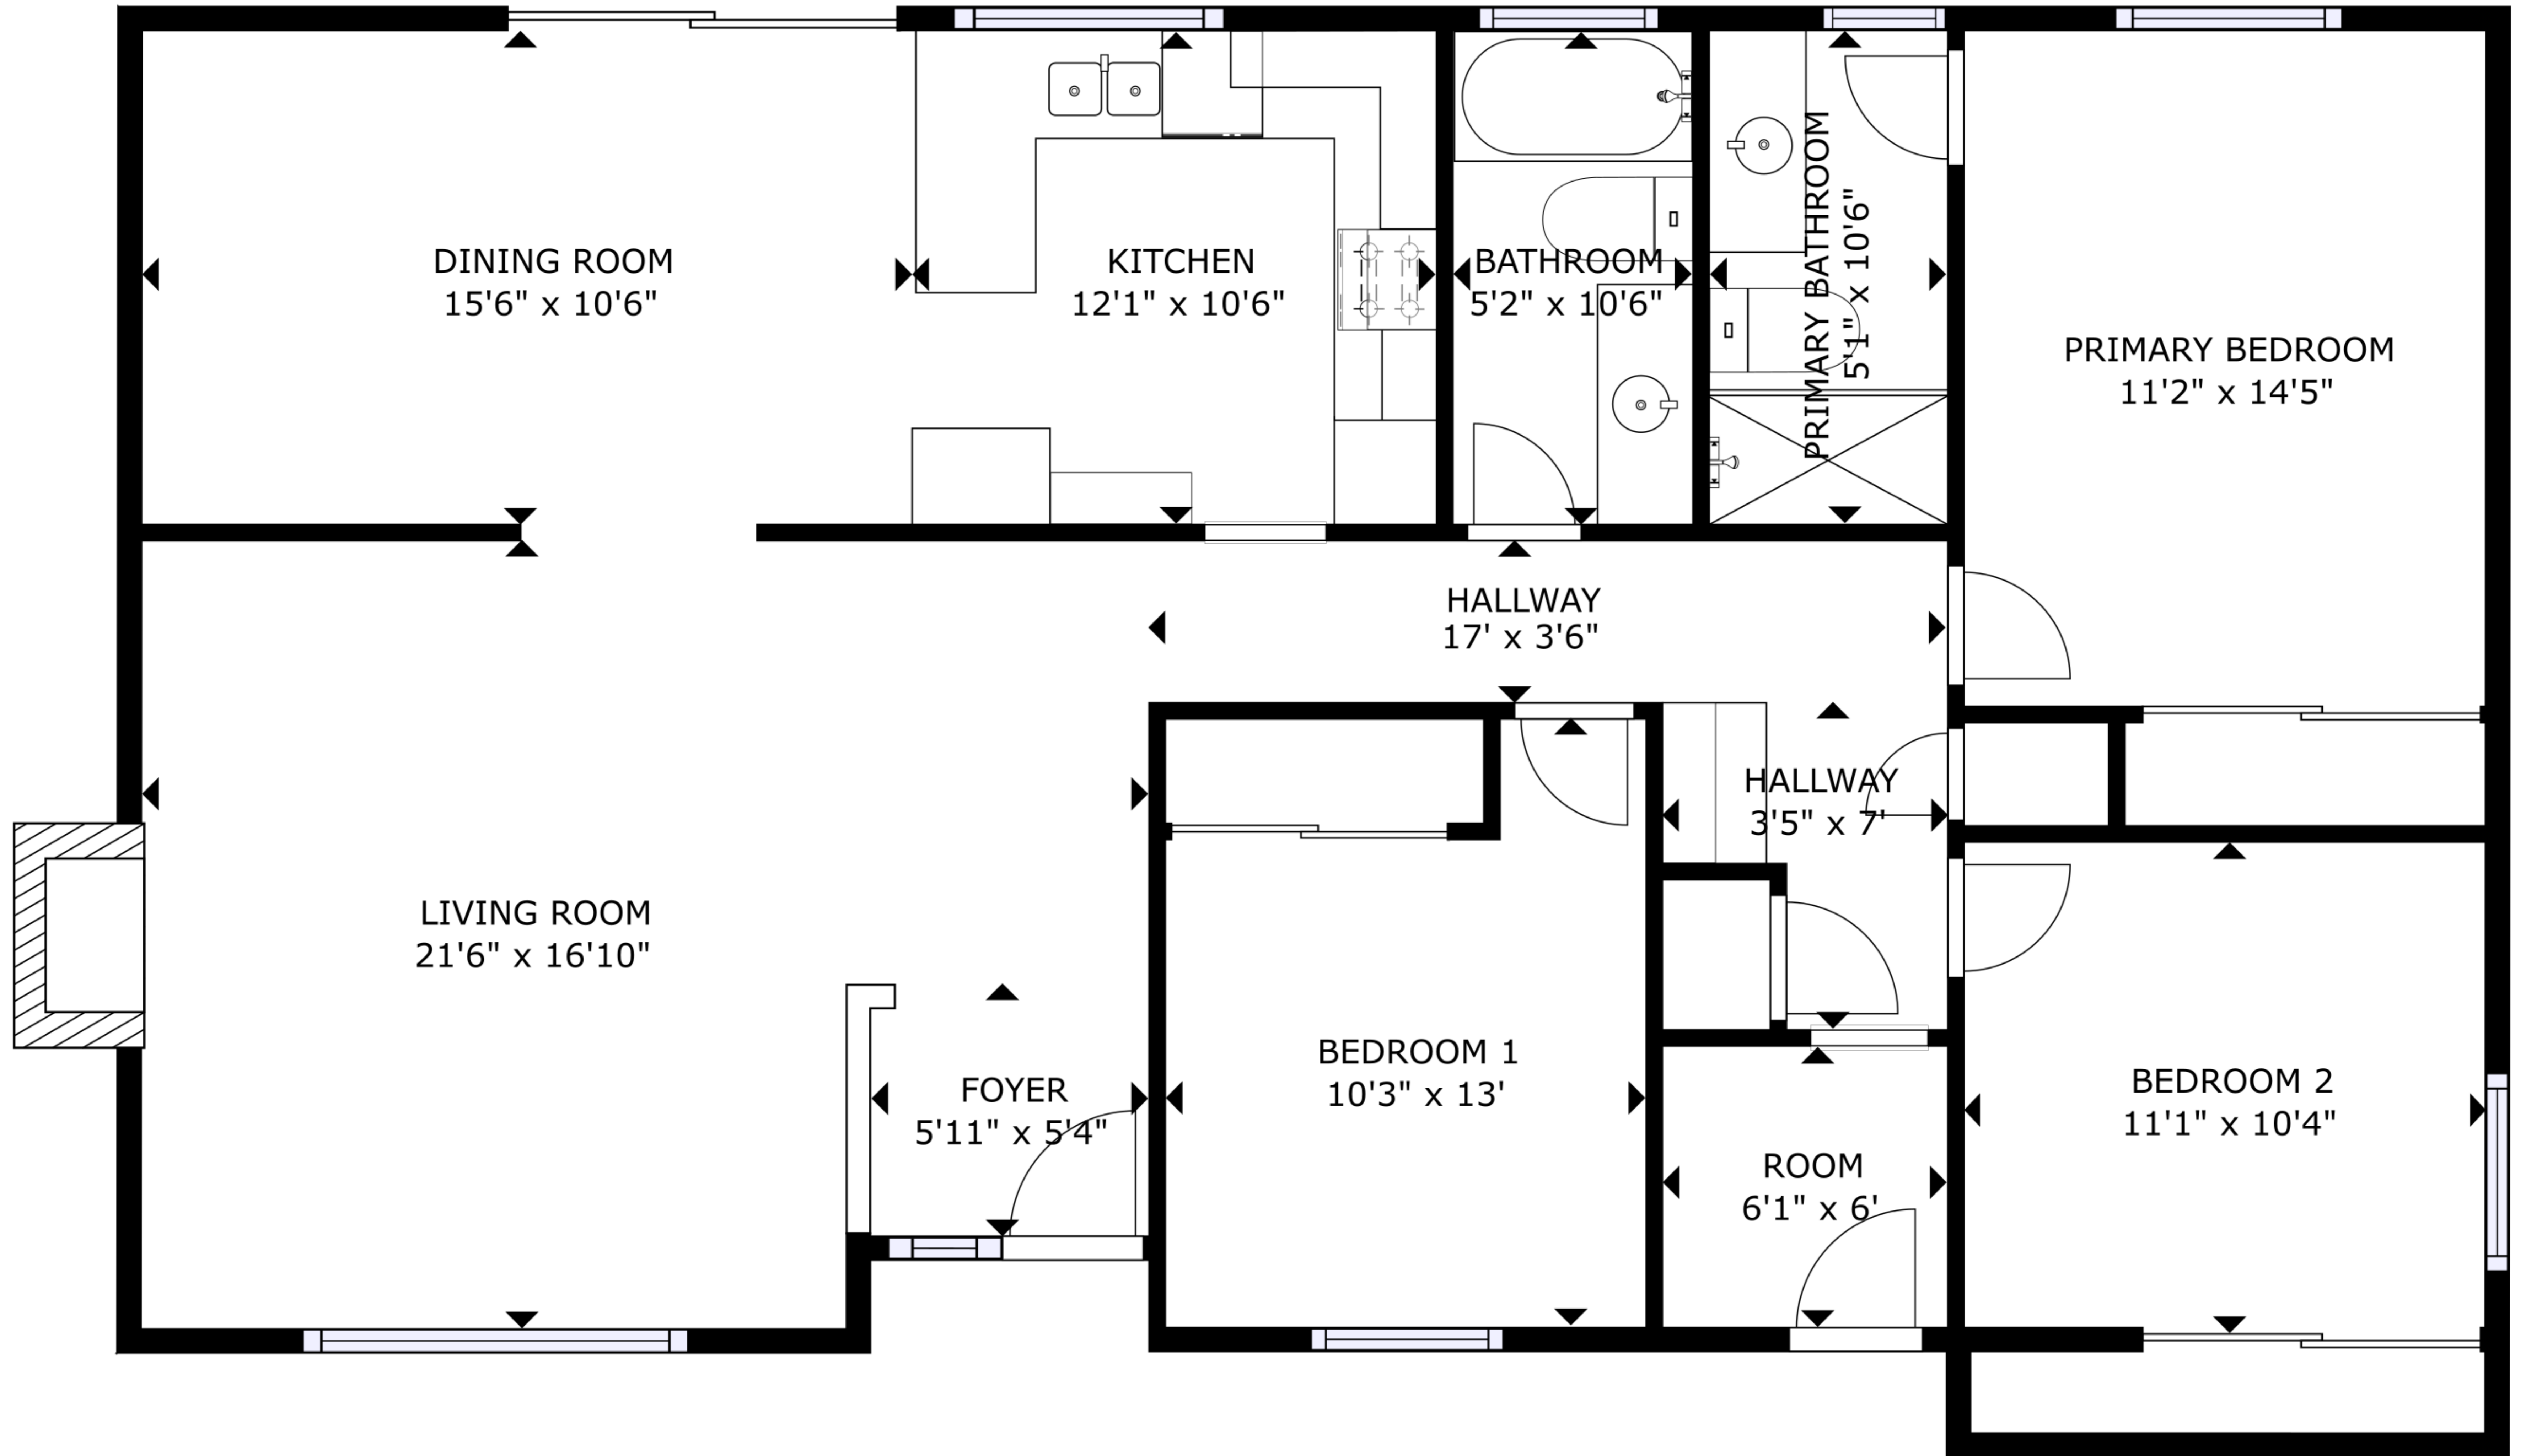 DINING ROOM
15'6" x 10'6"
KITCHEN
12'1" x 10'6"
BATHROOM
5'2" x 10'6"
PRIMARY BATHROOM
5'1" x 10'6"
PRIMARY BEDROOM
11'2" x 14'5"
HALLWAY
17' x 3'6"
HALLWAY
3'5" x 7'
LIVING ROOM
21'6" x 16'10"
FOYER
5'11" x 5'4"
BEDROOM 1
10'3" x 13'
ROOM
6'1" x 6'
BEDROOM 2
11'1" x 10'4"